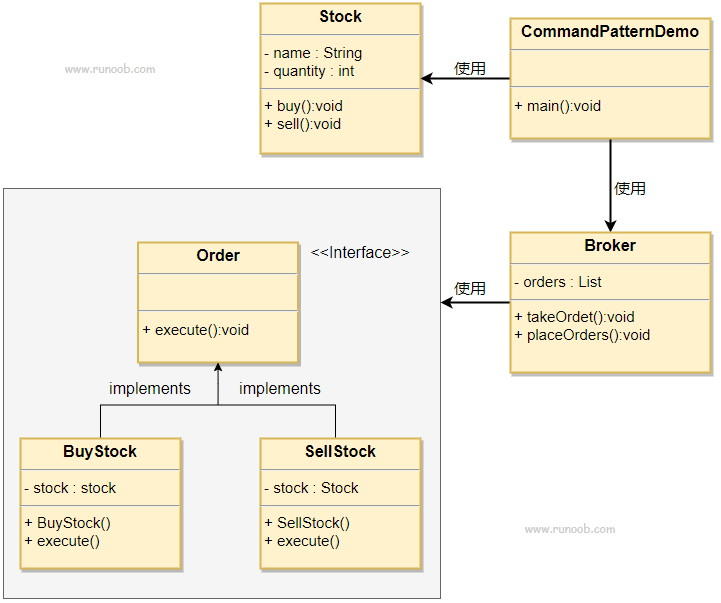 Stock
- name : String
- quantity : int
+ buy():void
+ sell():void
www.runoob.com
使用
CommandPatternDemo
+ main():void
使用
Order
<<Interface>>
+ execute():void
使用
Broker
- orders : List
+ takeOrdet():void
+ placeOrders():void
implements
implements
BuyStock
- stock : stock
+ BuyStock()
+ execute()
SellStock
- stock : Stock
+ SellStock()
+ execute()
www.runoob.com